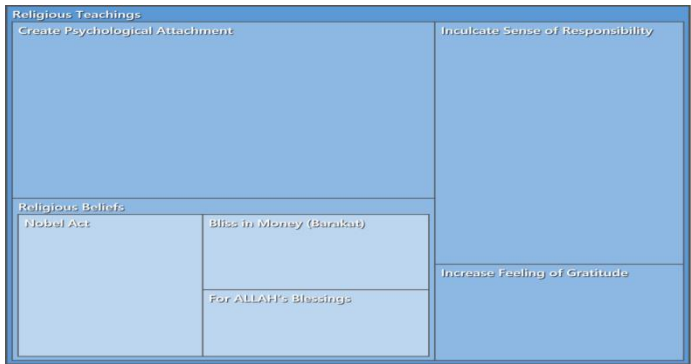 Religious Teachings
Create Psychological Attachment
Inculcate Sense of Responsibility
Religious Beliefs
Nobel Act
Bliss in Money (Barakat)
For ALLAH's Blessings
Increase Feeling of Gratitude